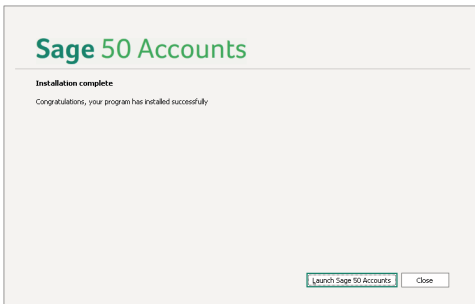 Sage 50 Accounts
Installation complete
Congratulations, your program has installed successfully
Launch Sage 50 Accounts Close